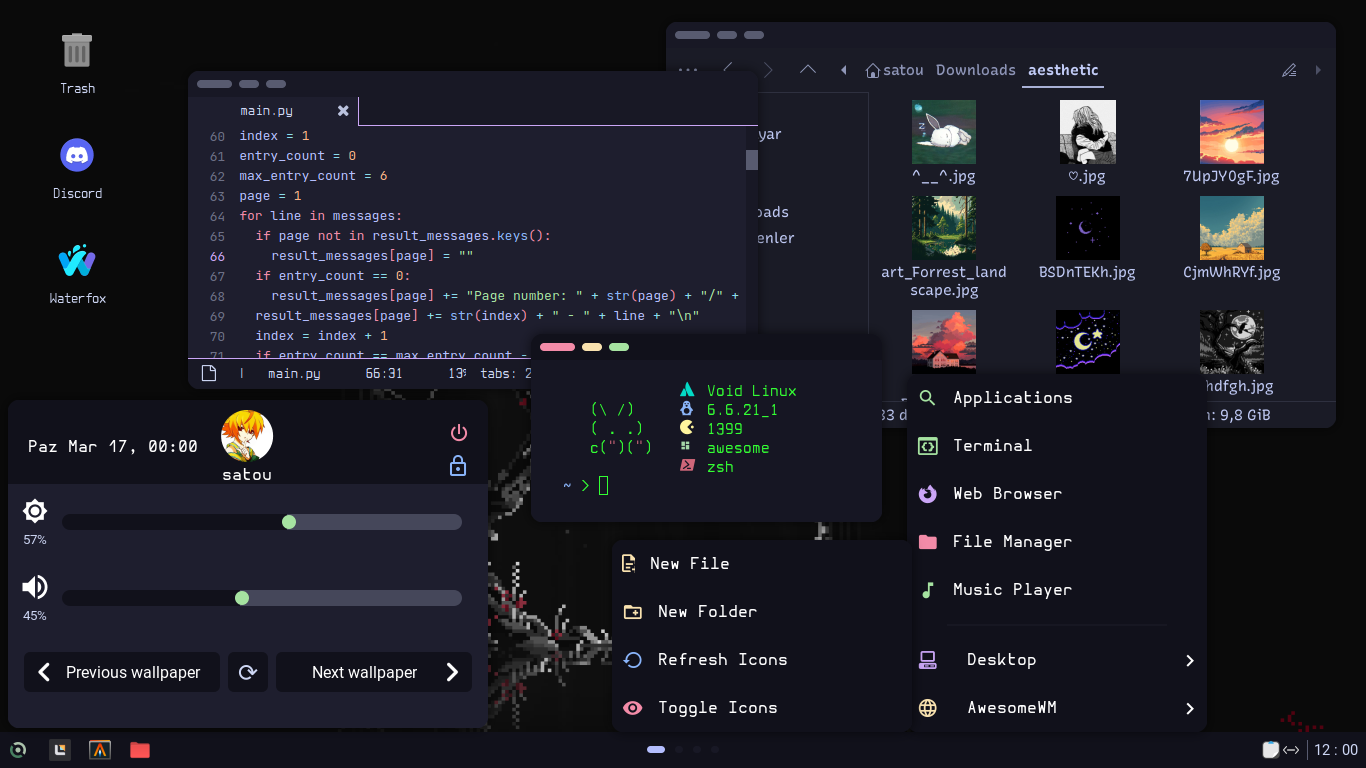 Trash
Discord
Waterfox
main.py
60 index = 1
61 entry_count = 0
62 max_entry_count = 6
63 page = 1
64 for line in messages:
65 if page not in result_messages.keys():
66 result_messages[page] = ""
67 if entry_count == 0:
68 result_messages[page] += "Page number: " + str(page) + "/" +
69 result_messages[page] += str(index) + " - " + line + "\n"
70 index = index + 1
71 if entry_count == max_entry_count -
main.py 66:31 13% tabs: 2
satou Downloads aesthetic
yar
oads
enler
^__^.jpg
♡.jpg
7UpJYOgF.jpg
art_Forrest_land
scape.jpg
BSDnTEKh.jpg
CjmWhRYf.jpg
hdfgh.jpg
33 d
n: 9,8 GiB
Void Linux
6.6.21_1
1399
awesome
zsh
(\ /)
( . .)
c(")(")
~ >
Paz Mar 17, 00:00
satou
57%
45%
Previous wallpaper
Next wallpaper
New File
New Folder
Refresh Icons
Toggle Icons
Applications
Terminal
Web Browser
File Manager
Music Player
Desktop
AwesomeWM
12 : 00